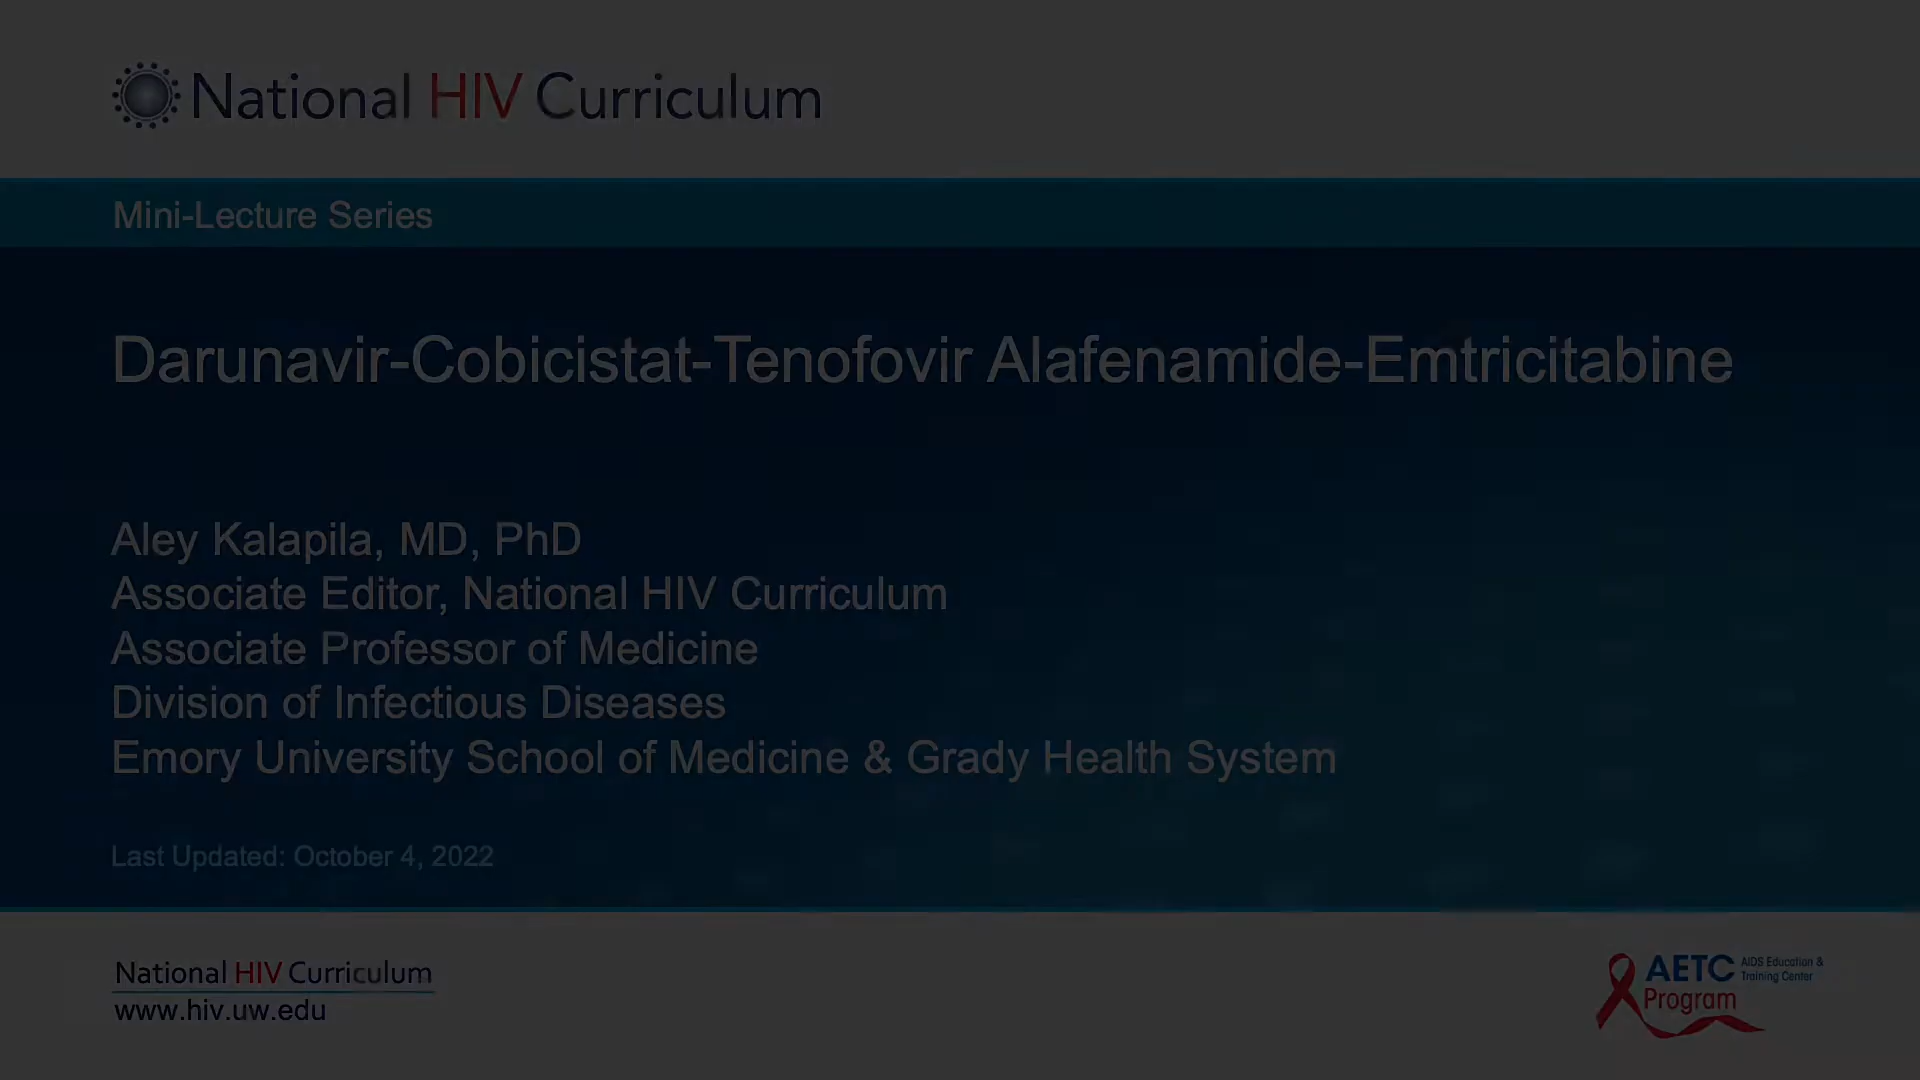 National HIV Curriculum
Mini-Lecture Series
Darunavir-Cobicistat-Tenofovir Alafenamide-Emtricitabine
Aley Kalapila, MD, PhD
Associate Editor, National HIV Curriculum
Associate Professor of Medicine
Division of Infectious Diseases
Emory University School of Medicine & Grady Health System
Last Updated: October 4, 2022
National HIV Curriculum
www.hiv.uw.edu
AETC AIDS Education &
Training Center
Program